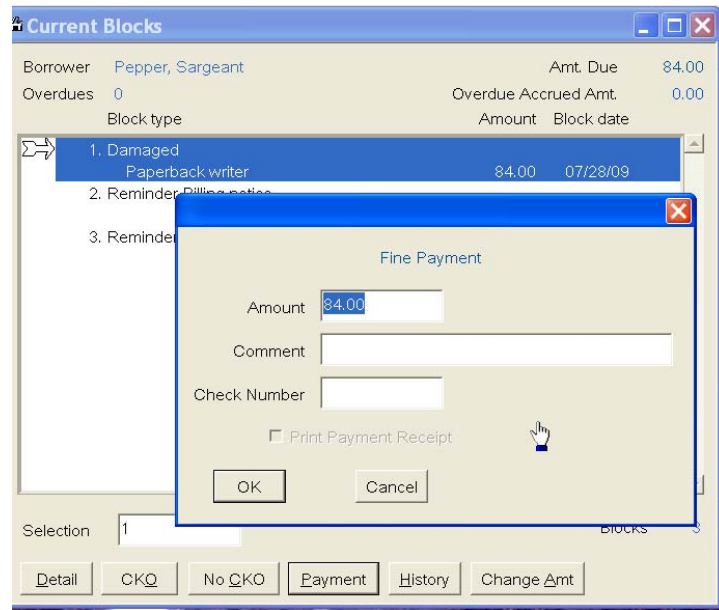 Current Blocks
Borrower Pepper, Sargeant Amt. Due 84.00
Overdues 0 Overdue Accrued Amt. 0.00
Block type Amount Block date
1. Damaged
Paperback writer 84.00 07/28/09
2. Reminder Billing notice
3. Reminder
Fine Payment
Amount 84.00
Comment
Check Number
Print Payment Receipt
OK Cancel
Selection 1 Blocks 3
Detail CKO No CKO Payment History Change Amt